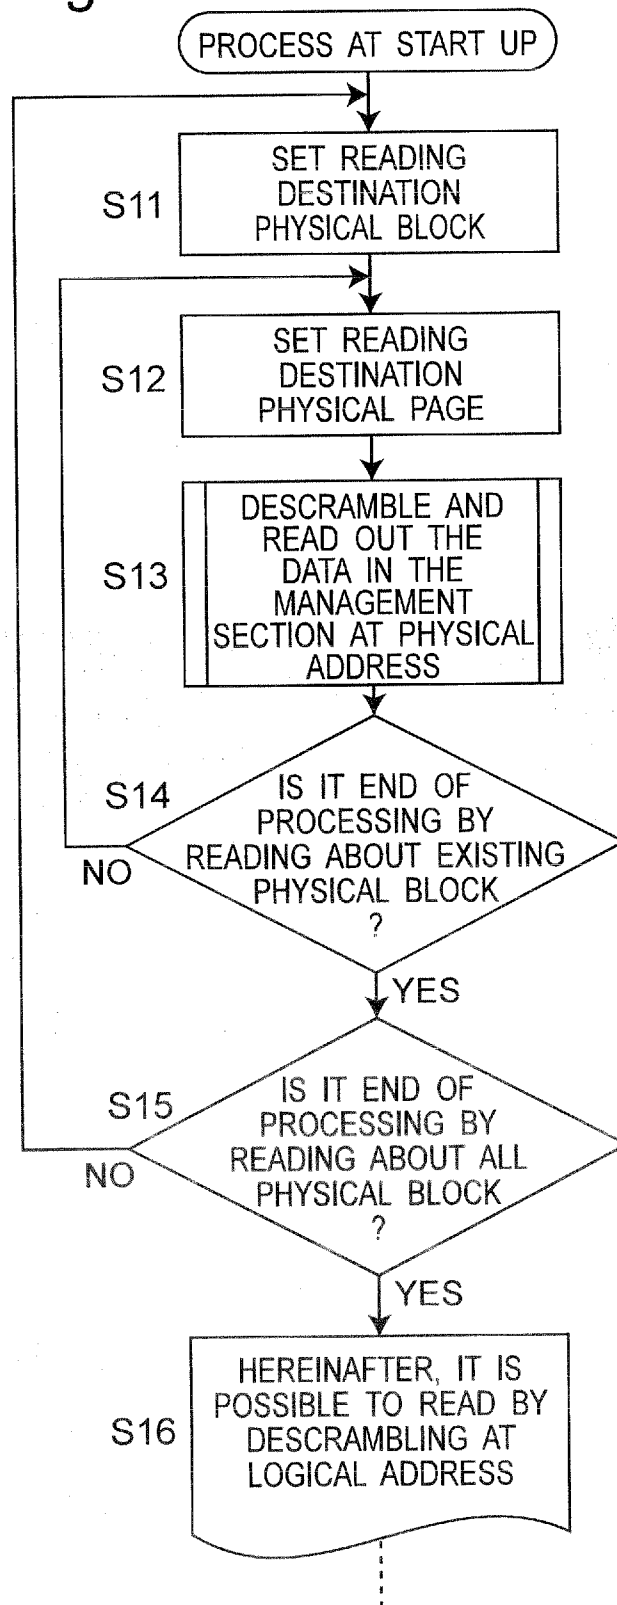 PROCESS AT START UP
S11
SET READING
DESTINATION
PHYSICAL BLOCK
S12
SET READING
DESTINATION
PHYSICAL PAGE
S13
DESCRAMBLE AND
READ OUT THE
DATA IN THE
MANAGEMENT
SECTION AT PHYSICAL
ADDRESS
S14
IS IT END OF
PROCESSING BY
READING ABOUT EXISTING
PHYSICAL BLOCK
?
NO
YES
S15
IS IT END OF
PROCESSING BY
READING ABOUT ALL
PHYSICAL BLOCK
?
NO
YES
S16
HEREINAFTER, IT IS
POSSIBLE TO READ BY
DESCRAMBLING AT
LOGICAL ADDRESS